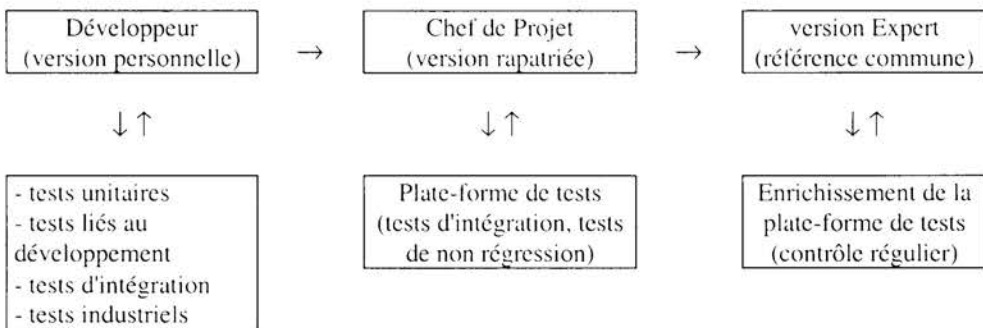 Développeur
(version personnelle)
→
Chef de Projet
(version rapatriée)
→
version Expert
(référence commune)
↓↑
↓↑
↓↑
- tests unitaires
- tests liés au
développement
- tests d'intégration
- tests industriels
Plate-forme de tests
(tests d'intégration, tests
de non régression)
Enrichissement de la
plate-forme de tests
(contrôle régulier)